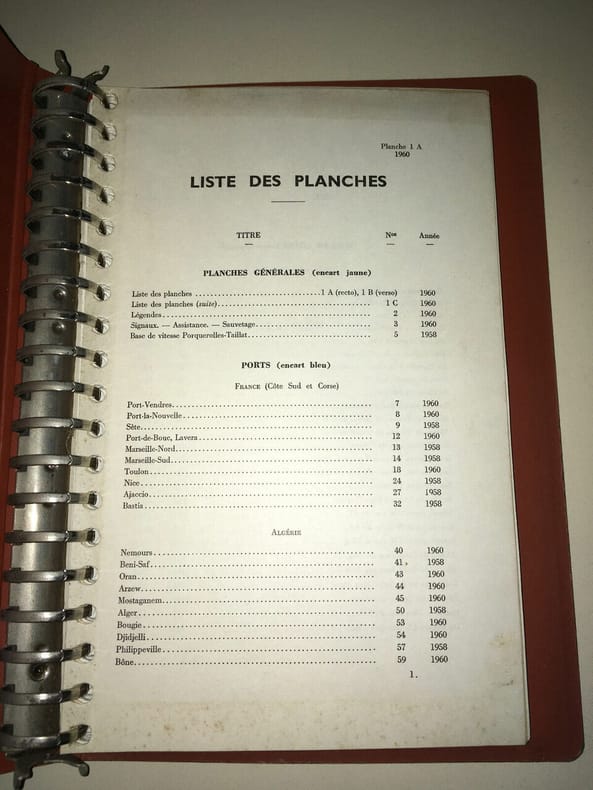 Planche 1 A
1960
LISTE DES PLANCHES
TITRE Nos Année
PLANCHES GÉNÉRALES (encart jaune)
Liste des planches ................................ 1 A (recto), 1 B (verso) 1960
Liste des planches (suite) ................................ 1 C 1960
Légendes ................................ 2 1960
Signaux. — Assistance. — Sauvetage ................................ 3 1960
Base de vitesse Porquerolles-Taillat ................................ 5 1958
PORTS (encart bleu)
FRANCE (Côte Sud et Corse)
Port-Vendres ................................ 7 1960
Port-la-Nouvelle ................................ 8 1960
Sète ................................ 9 1958
Port-de-Bouc, Lavera ................................ 12 1960
Marseille-Nord ................................ 13 1958
Marseille-Sud ................................ 14 1958
Toulon ................................ 18 1960
Nice ................................ 24 1958
Ajaccio ................................ 27 1958
Bastia ................................ 32 1958
ALGÉRIE
Nemours ................................ 40 1960
Beni-Saf ................................ 41 1958
Oran ................................ 43 1960
Arzew ................................ 44 1960
Mostaganem ................................ 45 1960
Alger ................................ 50 1958
Bougie ................................ 53 1960
Djidjelli ................................ 54 1960
Philippeville ................................ 57 1958
Bône ................................ 59 1960
1.